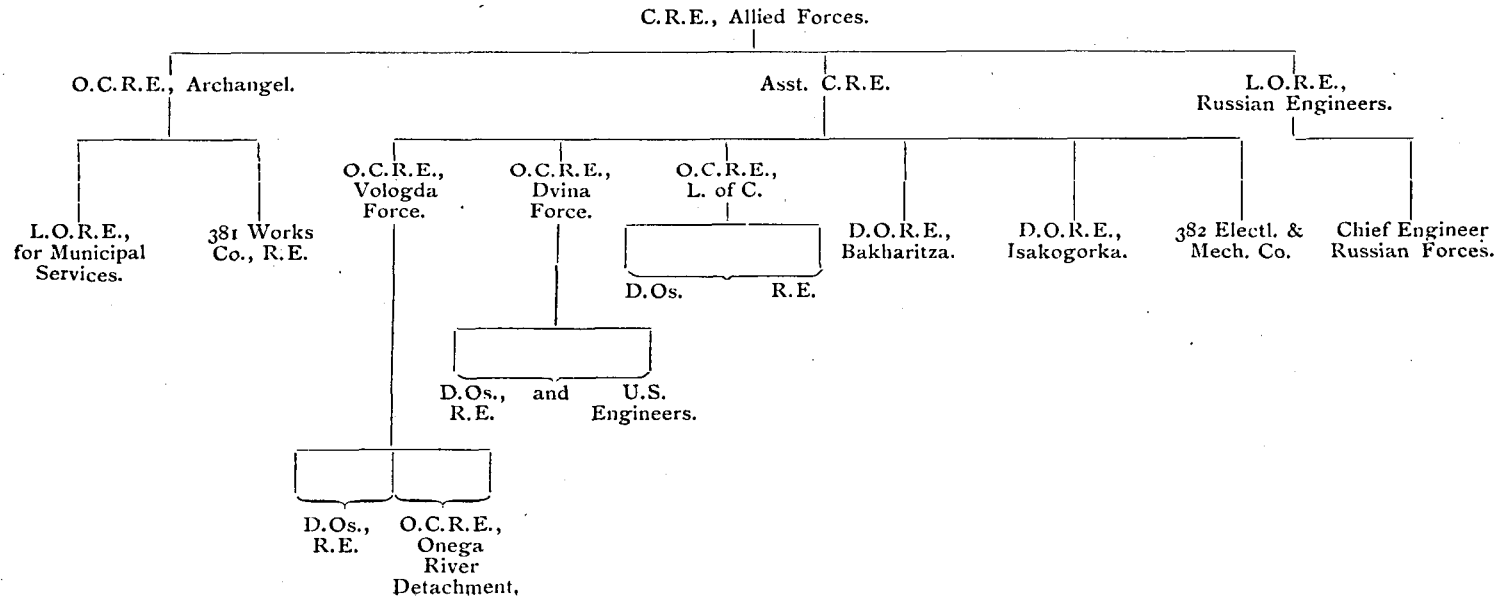 C.R.E., Allied Forces.
O.C.R.E., Archangel.
Asst. C.R.E.
L.O.R.E.,
Russian Engineers.
L.O.R.E.,
for Municipal
Services.
381 Works
Co., R.E.
O.C.R.E.,
Vologda
Force.
O.C.R.E.,
Dvina
Force.
O.C.R.E.,
L. of C.
D.O.R.E.,
Bakharitza.
D.O.R.E.,
Isakogorka.
382 Electl. &
Mech. Co.
Chief Engineer
Russian Forces.
D.Os. R.E.
D.Os., and U.S.
R.E. Engineers.
D.Os.,
R.E.
O.C.R.E.,
Onega
River
Detachment,